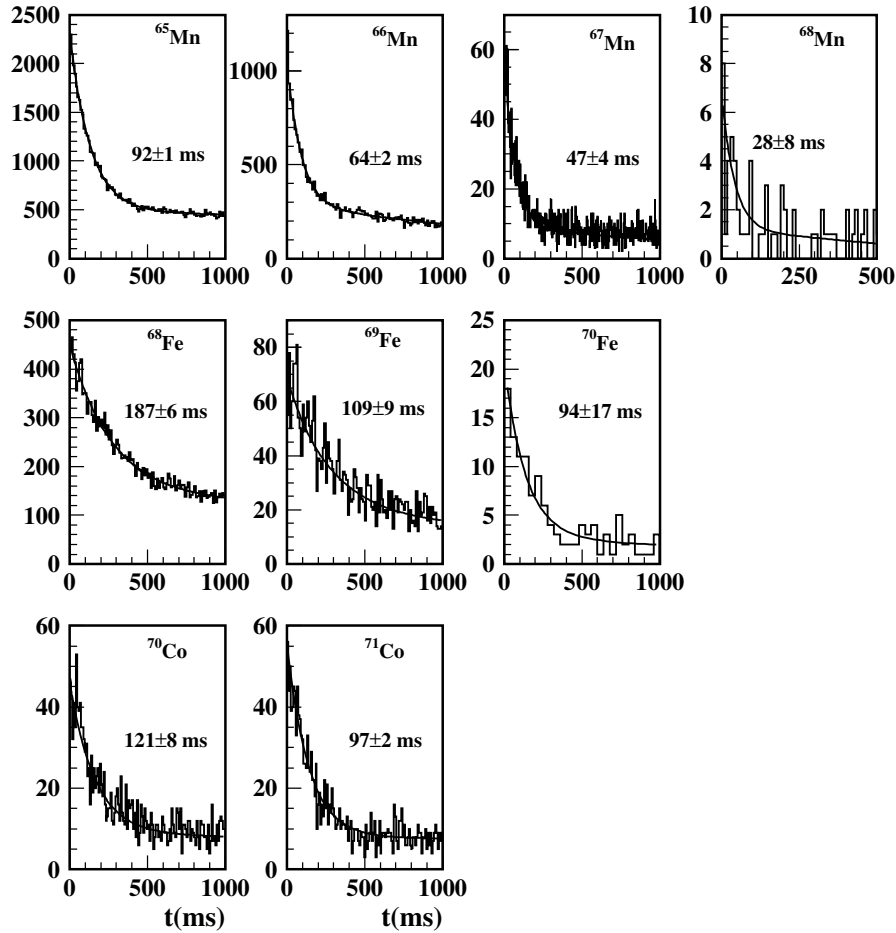 2500
2000
1500
1000
500
0
0 500 1000
⁶⁵Mn
92±1 ms
1000
500
0
0 500 1000
⁶⁶Mn
64±2 ms
60
40
20
0
0 500 1000
⁶⁷Mn
47±4 ms
10
8
6
4
2
0
0 250 500
⁶⁸Mn
28±8 ms
500
400
300
200
100
0
0 500 1000
⁶⁸Fe
187±6 ms
80
60
40
20
0
0 500 1000
⁶⁹Fe
109±9 ms
25
20
15
10
5
0
0 500 1000
⁷⁰Fe
94±17 ms
60
40
20
0
0 500 1000
⁷⁰Co
121±8 ms
t(ms)
60
40
20
0
0 500 1000
⁷¹Co
97±2 ms
t(ms)